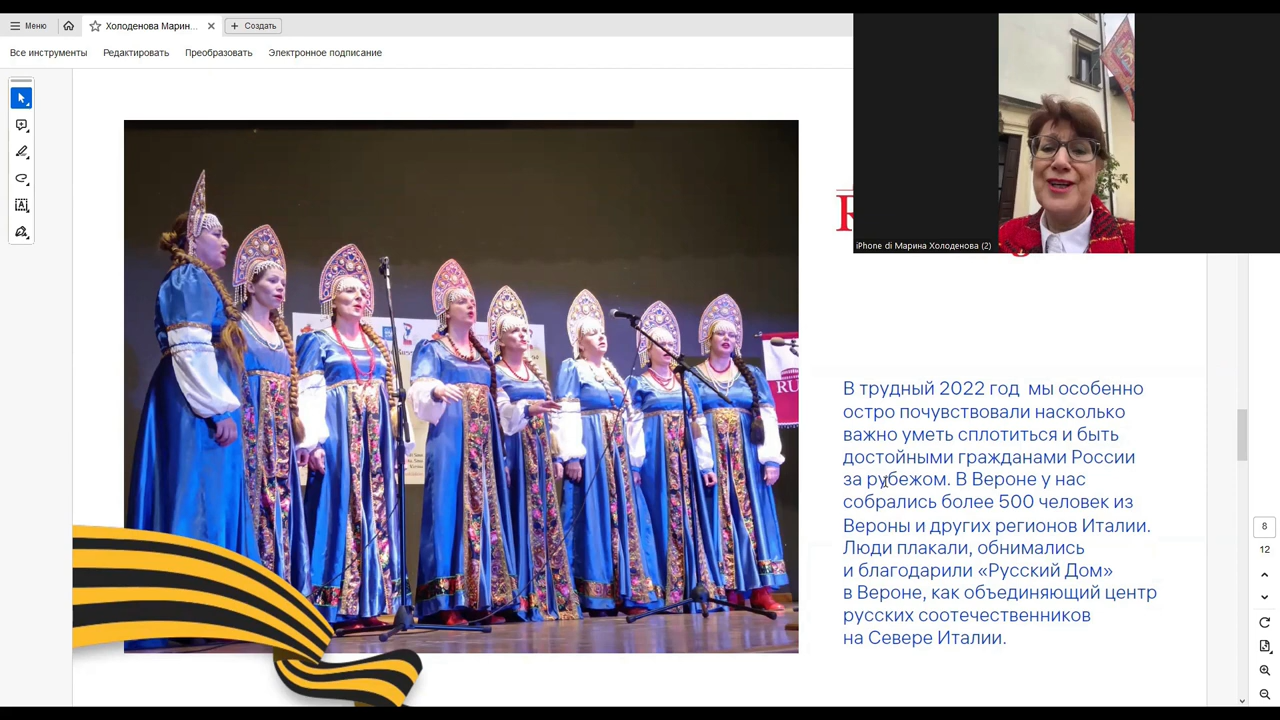 Меню
Холоденова Марин...
Создать
Все инструменты
Редактировать
Преобразовать
Электронное подписание
iPhone di Марина Холоденова (2)
R
RU
В трудный 2022 год мы особенно
остро почувствовали насколько
важно уметь сплотиться и быть
достойными гражданами России
за рубежом. В Вероне у нас
собрались более 500 человек из
Вероны и других регионов Италии.
Люди плакали, обнимались
и благодарили «Русский Дом»
в Вероне, как объединяющий центр
русских соотечественников
на Севере Италии.
8
12